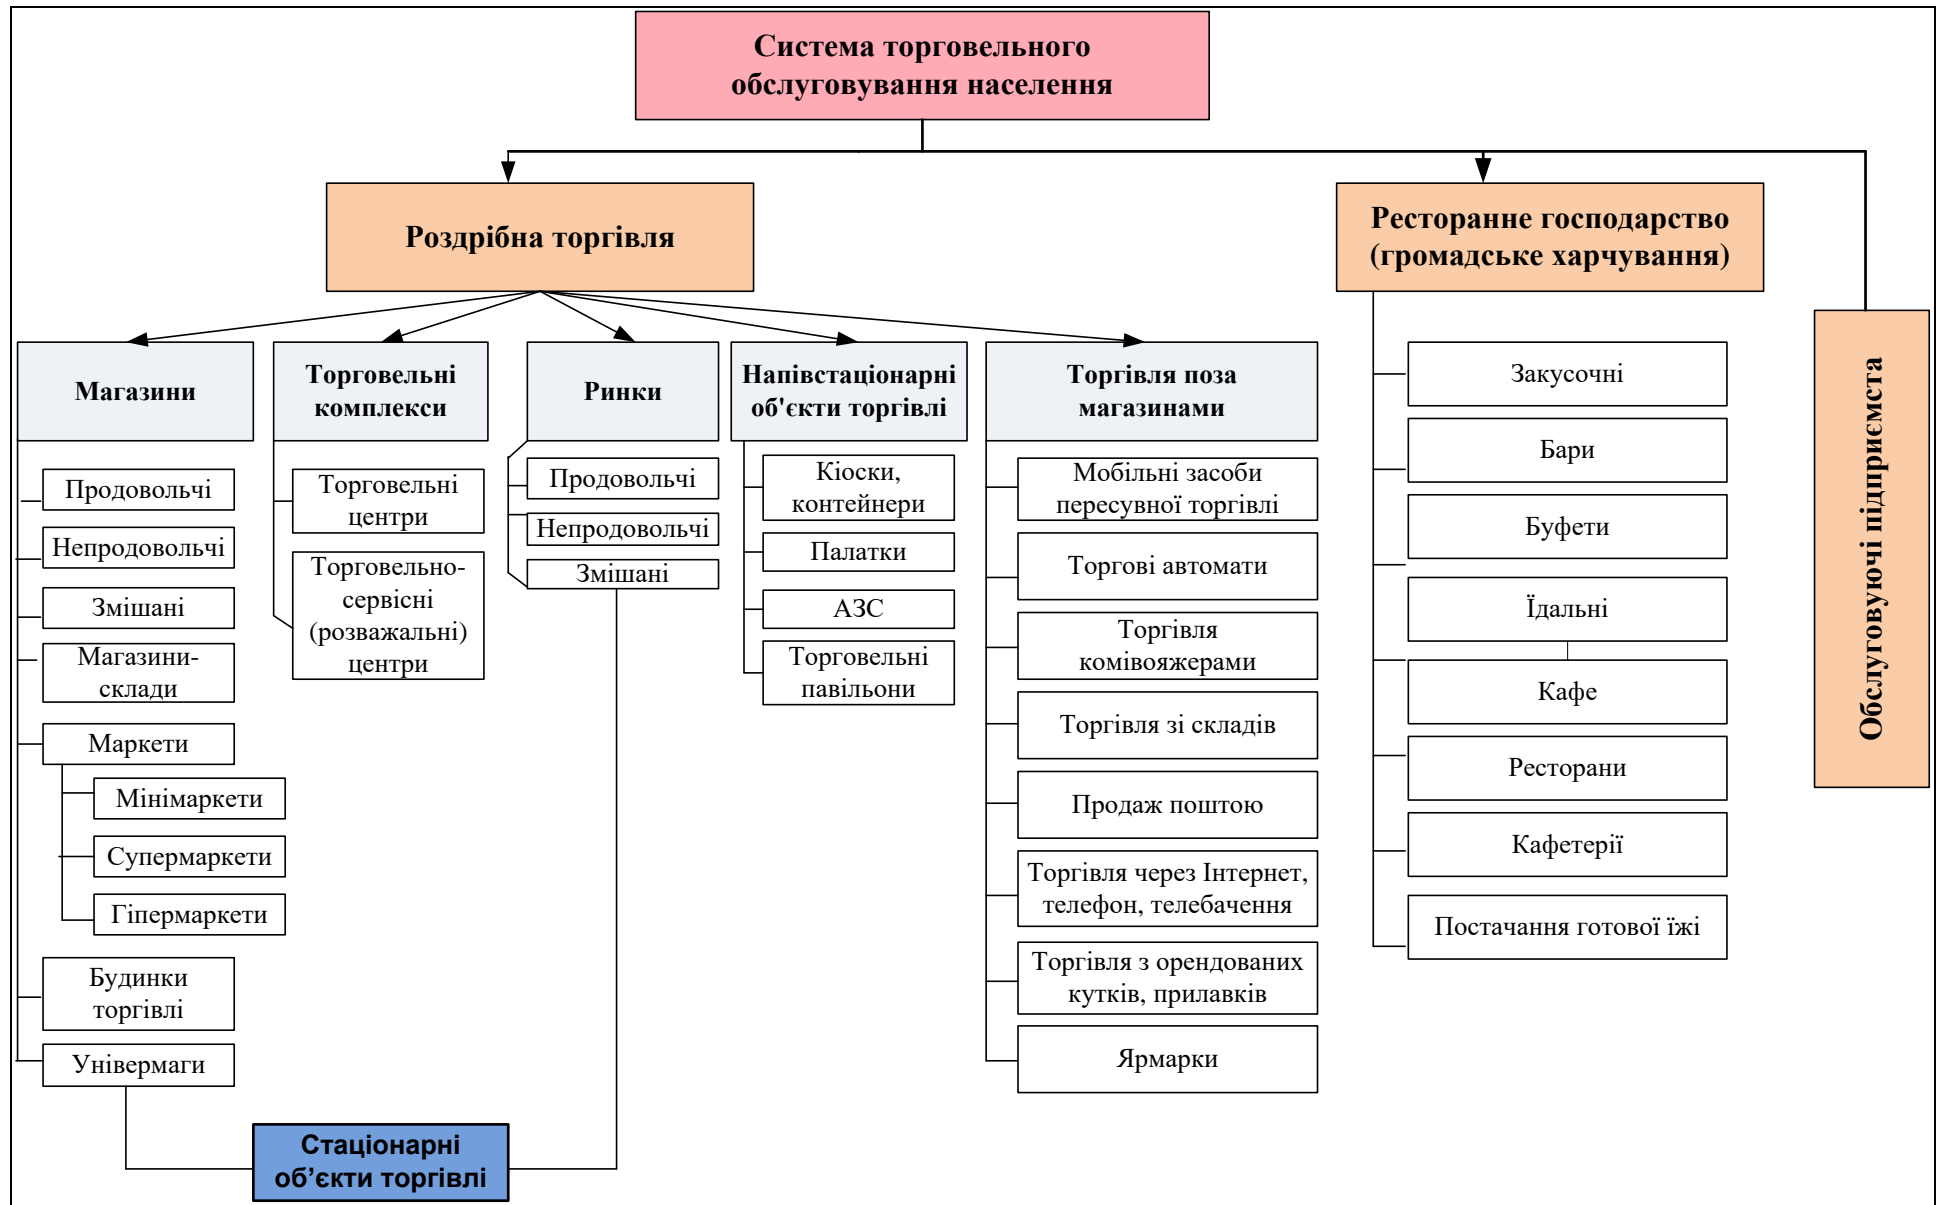 Система торговельного
обслуговування населення
Роздрібна торгівля
Ресторанне господарство
(громадське харчування)
Обслуговуючі підприємста
Магазини
Продовольчі
Непродовольчі
Змішані
Магазини-
склади
Маркети
Мінімаркети
Супермаркети
Гіпермаркети
Будинки
торгівлі
Універмаги
Торговельні
комплекси
Торговельні
центри
Торговельно-
сервісні
(розважальні)
центри
Ринки
Продовольчі
Непродовольчі
Змішані
Стаціонарні
об’єкти торгівлі
Напівстаціонарні
об'єкти торгівлі
Кіоски,
контейнери
Палатки
АЗС
Торговельні
павільони
Торгівля поза
магазинами
Мобільні засоби
пересувної торгівлі
Торгові автомати
Торгівля
комівояжерами
Торгівля зі складів
Продаж поштою
Торгівля через Інтернет,
телефон, телебачення
Торгівля з орендованих
кутків, прилавків
Ярмарки
Закусочні
Бари
Буфети
Їдальні
Кафе
Ресторани
Кафетерії
Постачання готової їжі